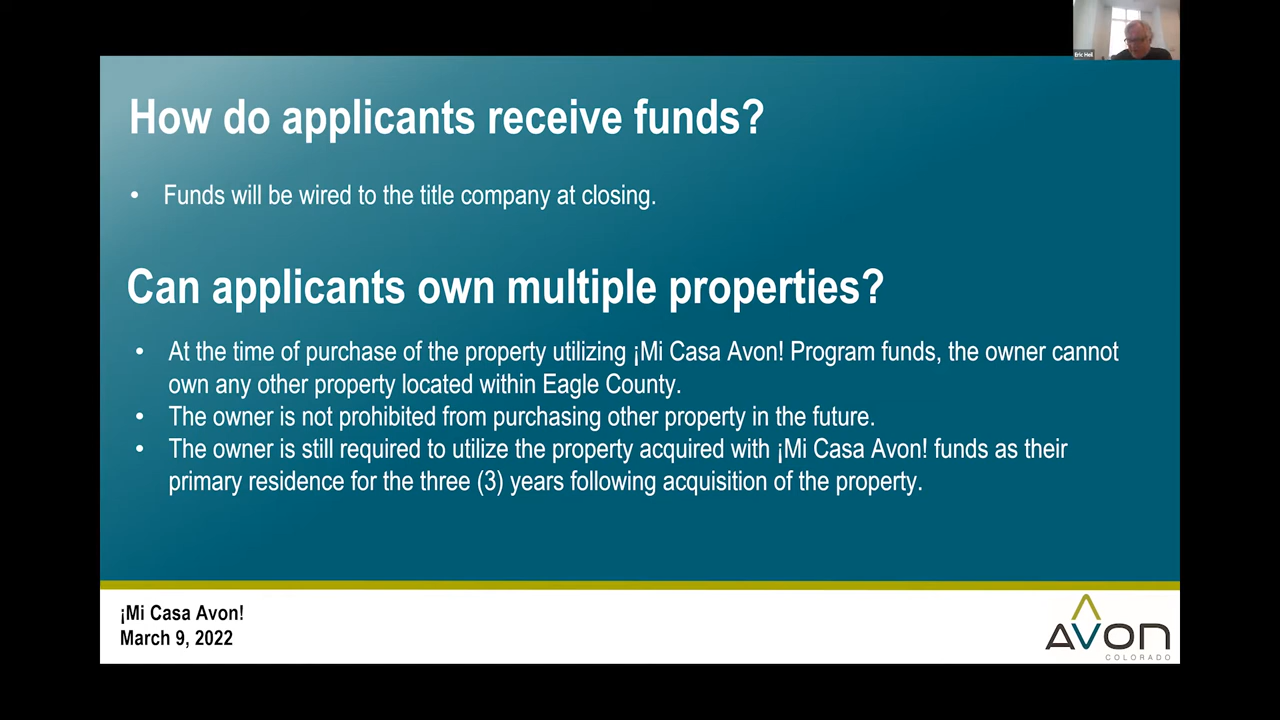 Eric Heil
How do applicants receive funds?
• Funds will be wired to the title company at closing.
Can applicants own multiple properties?
• At the time of purchase of the property utilizing ¡Mi Casa Avon! Program funds, the owner cannot
own any other property located within Eagle County.
• The owner is not prohibited from purchasing other property in the future.
• The owner is still required to utilize the property acquired with ¡Mi Casa Avon! funds as their
primary residence for the three (3) years following acquisition of the property.
¡Mi Casa Avon!
March 9, 2022
AVON
COLORADO